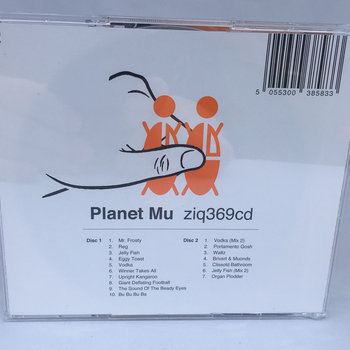 5 055300 385833
Planet Mu ziq369cd
Disc 1
1. Mr. Frosty
2. Reg
3. Jelly Fish
4. Eggy Toast
5. Vodka
6. Winner Takes All
7. Upright Kangaroo
8. Giant Deflating Football
9. The Sound Of The Beady Eyes
10. Bu Bu Bu Ba
Disc 2
1. Vodka (Mix 2)
2. Portamento Gosh
3. Waltz
4. Brivert & Muonds
5. Clissold Bathroom
6. Jelly Fish (Mix 2)
7. Organ Plodder